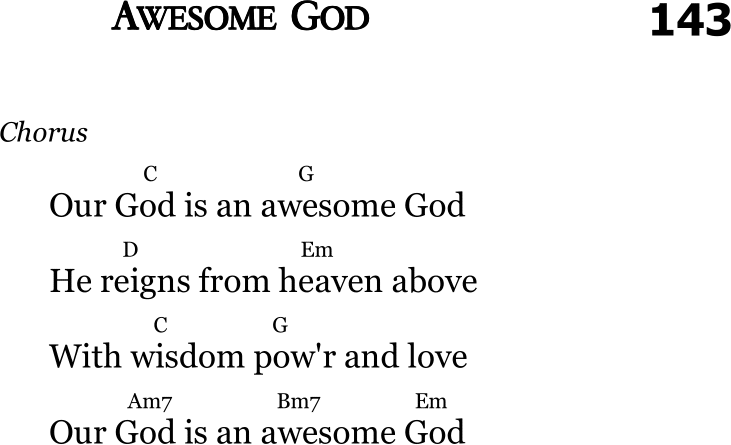 AWESOME GOD 143
Chorus
C G
Our God is an awesome God
D Em
He reigns from heaven above
C G
With wisdom pow'r and love
Am7 Bm7 Em
Our God is an awesome God